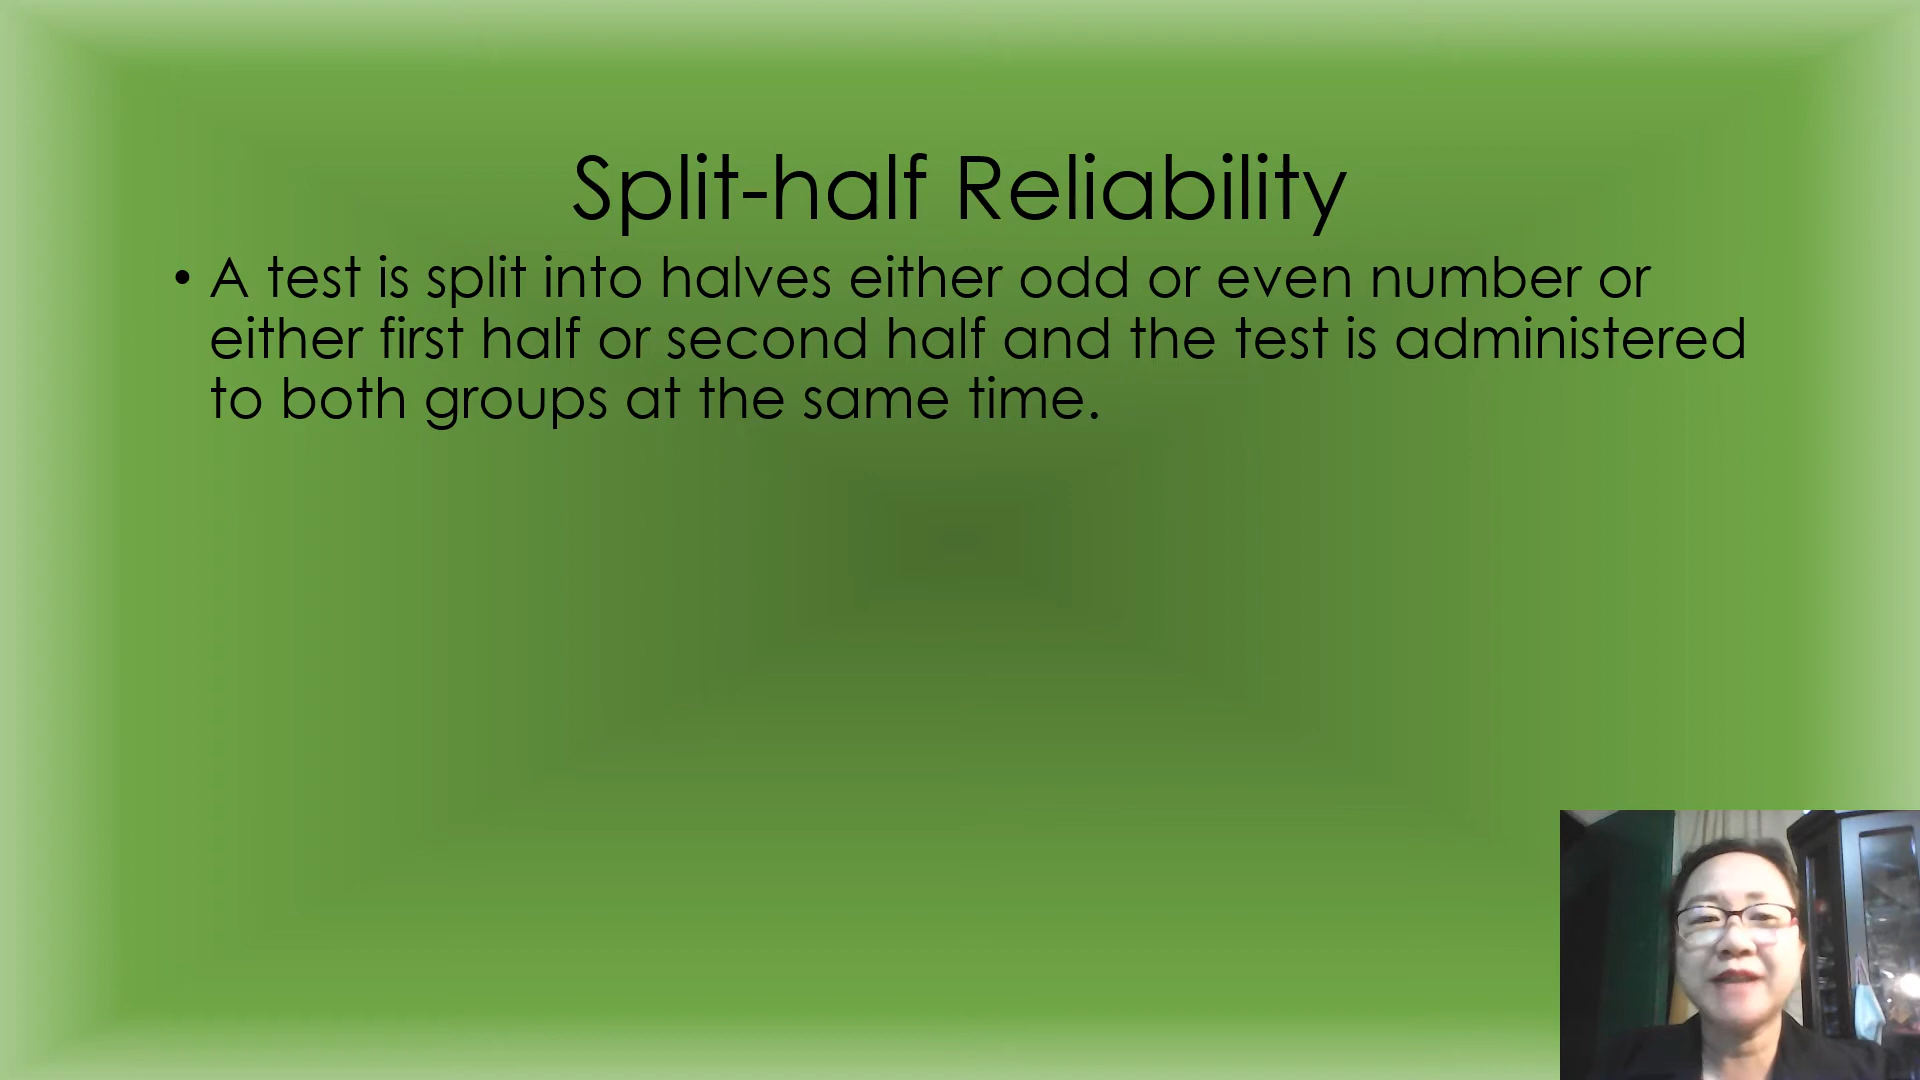 Split-half Reliability
• A test is split into halves either odd or even number or
either first half or second half and the test is administered
to both groups at the same time.